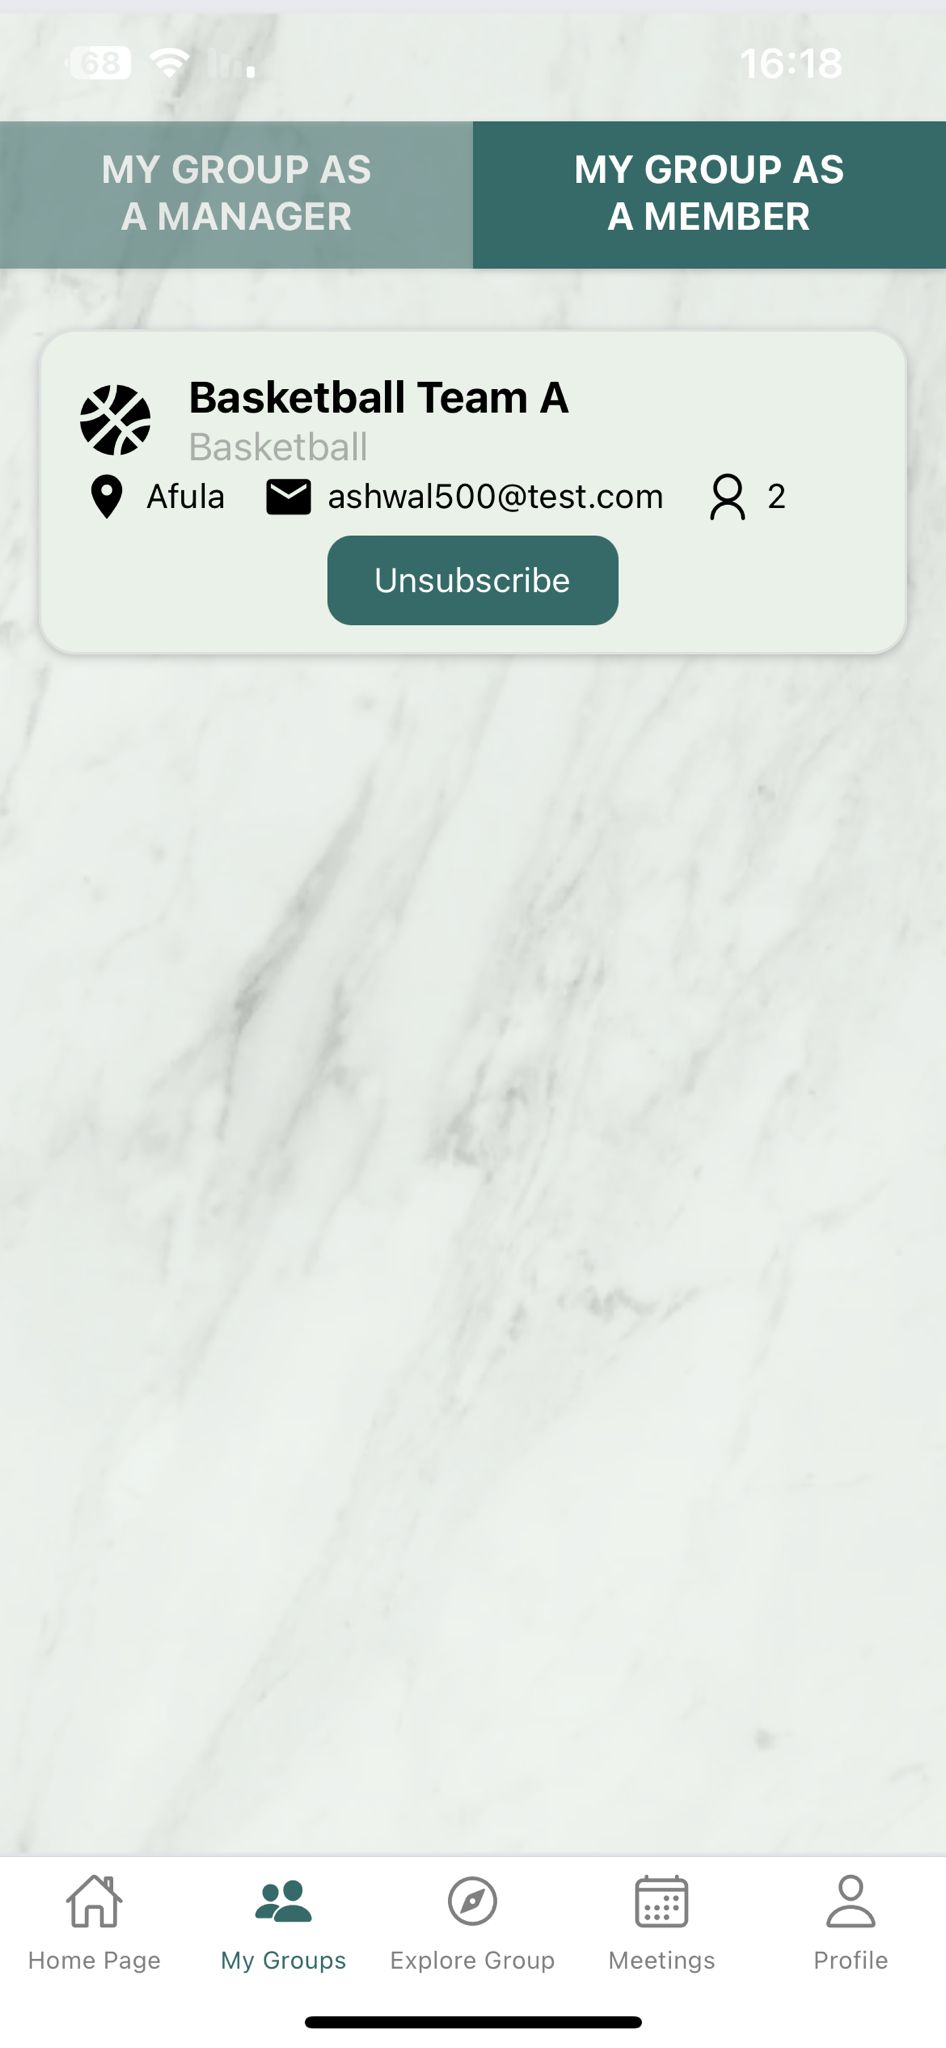 68
16:18
MY GROUP AS
A MANAGER
MY GROUP AS
A MEMBER
Basketball Team A
Basketball
Afula ashwal500@test.com 2
Unsubscribe
Home Page My Groups Explore Group Meetings Profile